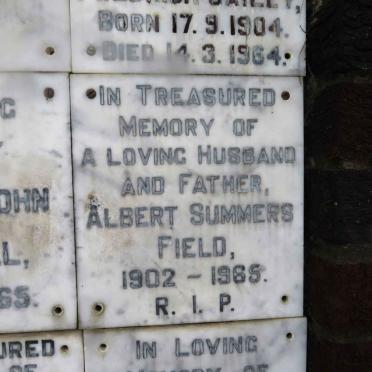 BORN 17.9.1904.
DIED 14.3.1964.
IN TREASURED
MEMORY OF
A LOVING HUSBAND
AND FATHER,
ALBERT SUMMERS
FIELD,
1902 – 1965.
R. I. P.
IN LOVING